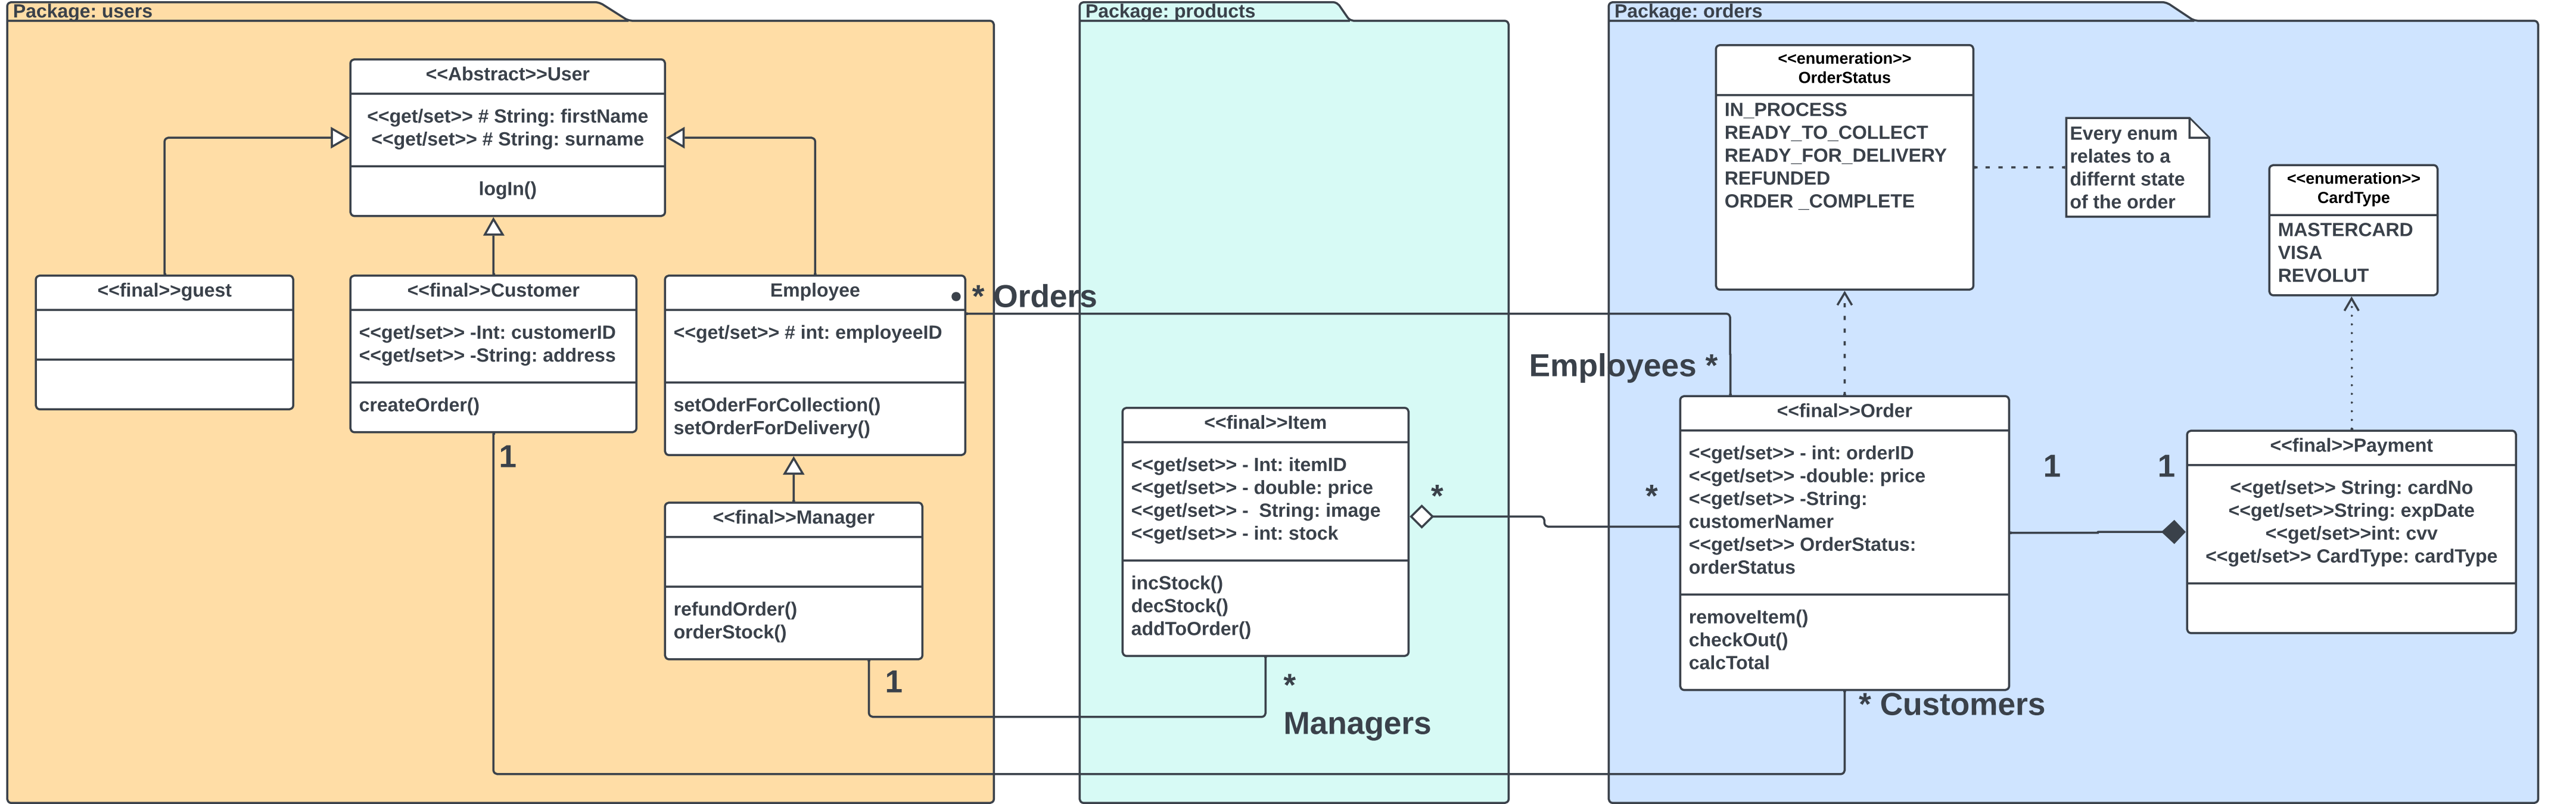 Package: users
<<Abstract>>User
<<get/set>> # String: firstName
<<get/set>> # String: surname
logIn()
<<final>>guest
<<final>>Customer
<<get/set>> -Int: customerID
<<get/set>> -String: address
createOrder()
1
Employee
<<get/set>> # int: employeeID
setOderForCollection()
setOrderForDelivery()
<<final>>Manager
refundOrder()
orderStock()
1
* Orders
Package: products
<<final>>Item
<<get/set>> - Int: itemID
<<get/set>> - double: price
<<get/set>> -  String: image
<<get/set>> - int: stock
incStock()
decStock()
addToOrder()
*
*
Managers
Package: orders
<<enumeration>>
OrderStatus
IN_PROCESS
READY_TO_COLLECT
READY_FOR_DELIVERY
REFUNDED
ORDER _COMPLETE
Every enum
relates to a
differnt state
of the order
<<enumeration>>
CardType
MASTERCARD
VISA
REVOLUT
Employees *
*
<<final>>Order
<<get/set>> - int: orderID
<<get/set>> -double: price
<<get/set>> -String:
customerNamer
<<get/set>> OrderStatus:
orderStatus
removeItem()
checkOut()
calcTotal
* Customers
1
1
<<final>>Payment
<<get/set>> String: cardNo
<<get/set>>String: expDate
<<get/set>>int: cvv
<<get/set>> CardType: cardType